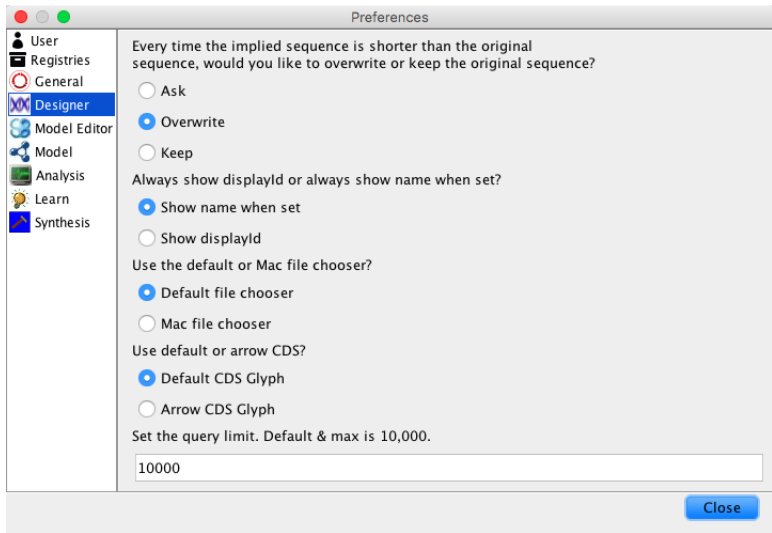 Preferences
User
Registries
General
Designer
Model Editor
Model
Analysis
Learn
Synthesis
Every time the implied sequence is shorter than the original
sequence, would you like to overwrite or keep the original sequence?
Ask
Overwrite
Keep
Always show displayId or always show name when set?
Show name when set
Show displayId
Use the default or Mac file chooser?
Default file chooser
Mac file chooser
Use default or arrow CDS?
Default CDS Glyph
Arrow CDS Glyph
Set the query limit. Default & max is 10,000.
10000
Close